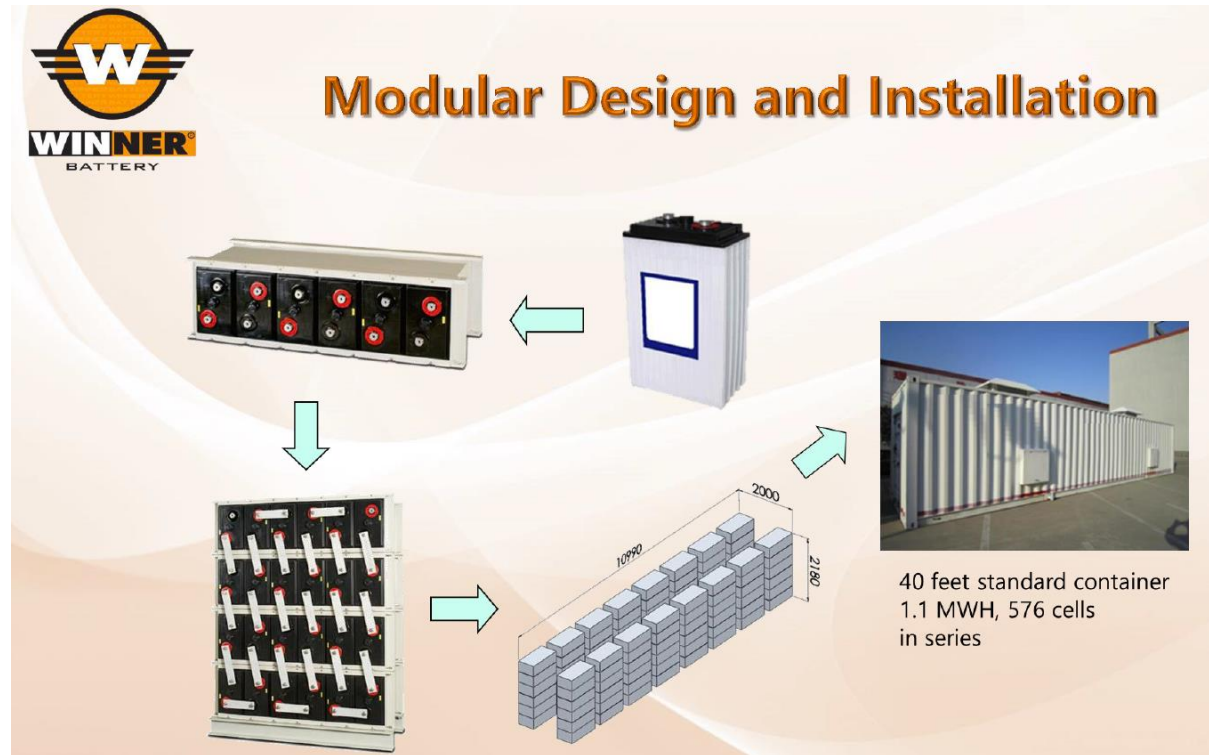 W
WINNER®
BATTERY
Modular Design and Installation
2000
10990
2180
40 feet standard container
1.1 MWH, 576 cells
in series